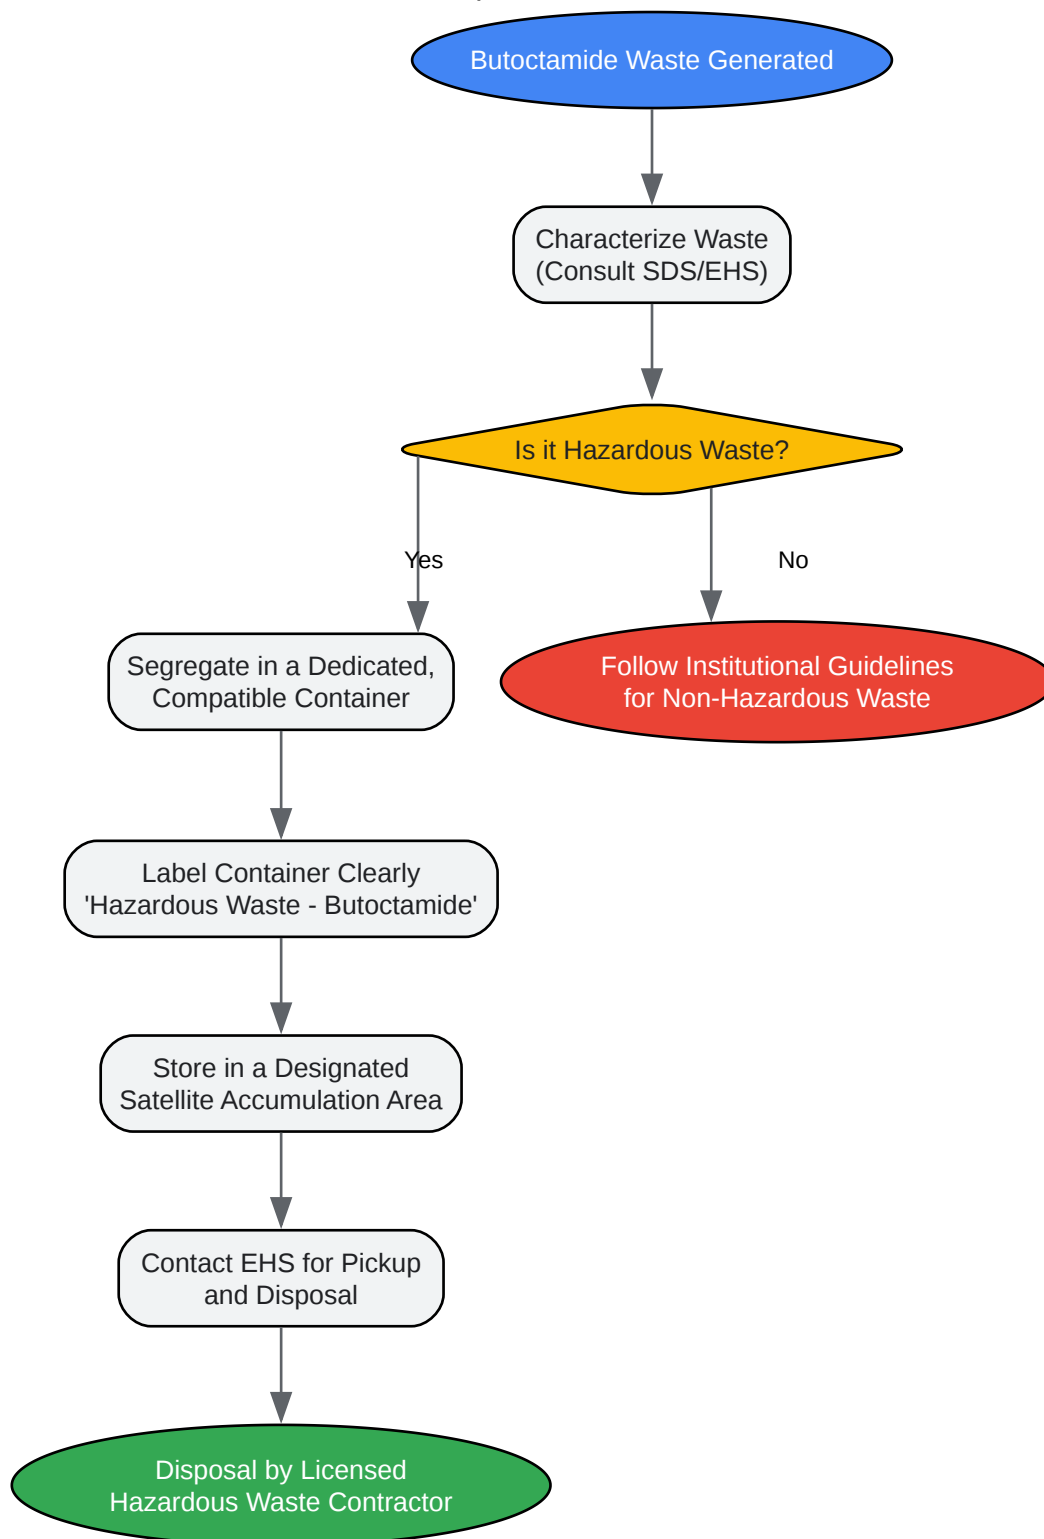 Butoctamide Waste Generated
Characterize Waste
(Consult SDS/EHS)
Is it Hazardous Waste?
Yes
No
Segregate in a Dedicated,
Compatible Container
Follow Institutional Guidelines
for Non-Hazardous Waste
Label Container Clearly
'Hazardous Waste - Butoctamide'
Store in a Designated
Satellite Accumulation Area
Contact EHS for Pickup
and Disposal
Disposal by Licensed
Hazardous Waste Contractor